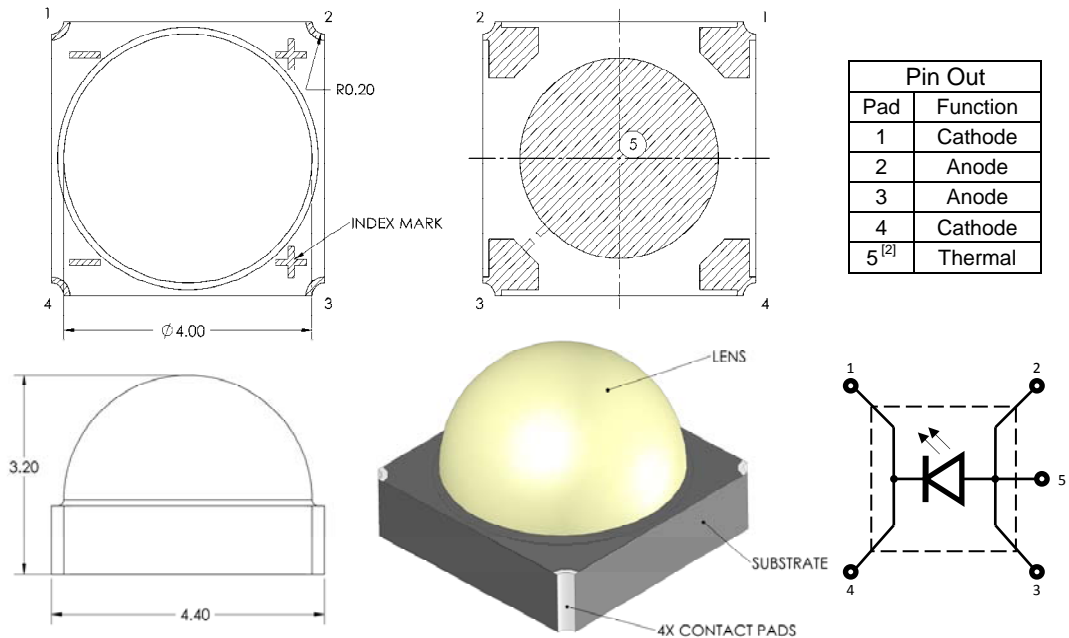 1
2
R0.20
INDEX MARK
4
3
∅4.00
2
1
5
3
4
Pin Out
Pad Function
1 Cathode
2 Anode
3 Anode
4 Cathode
5[2] Thermal
3.20
4.40
LENS
SUBSTRATE
4X CONTACT PADS
1
2
5
4
3